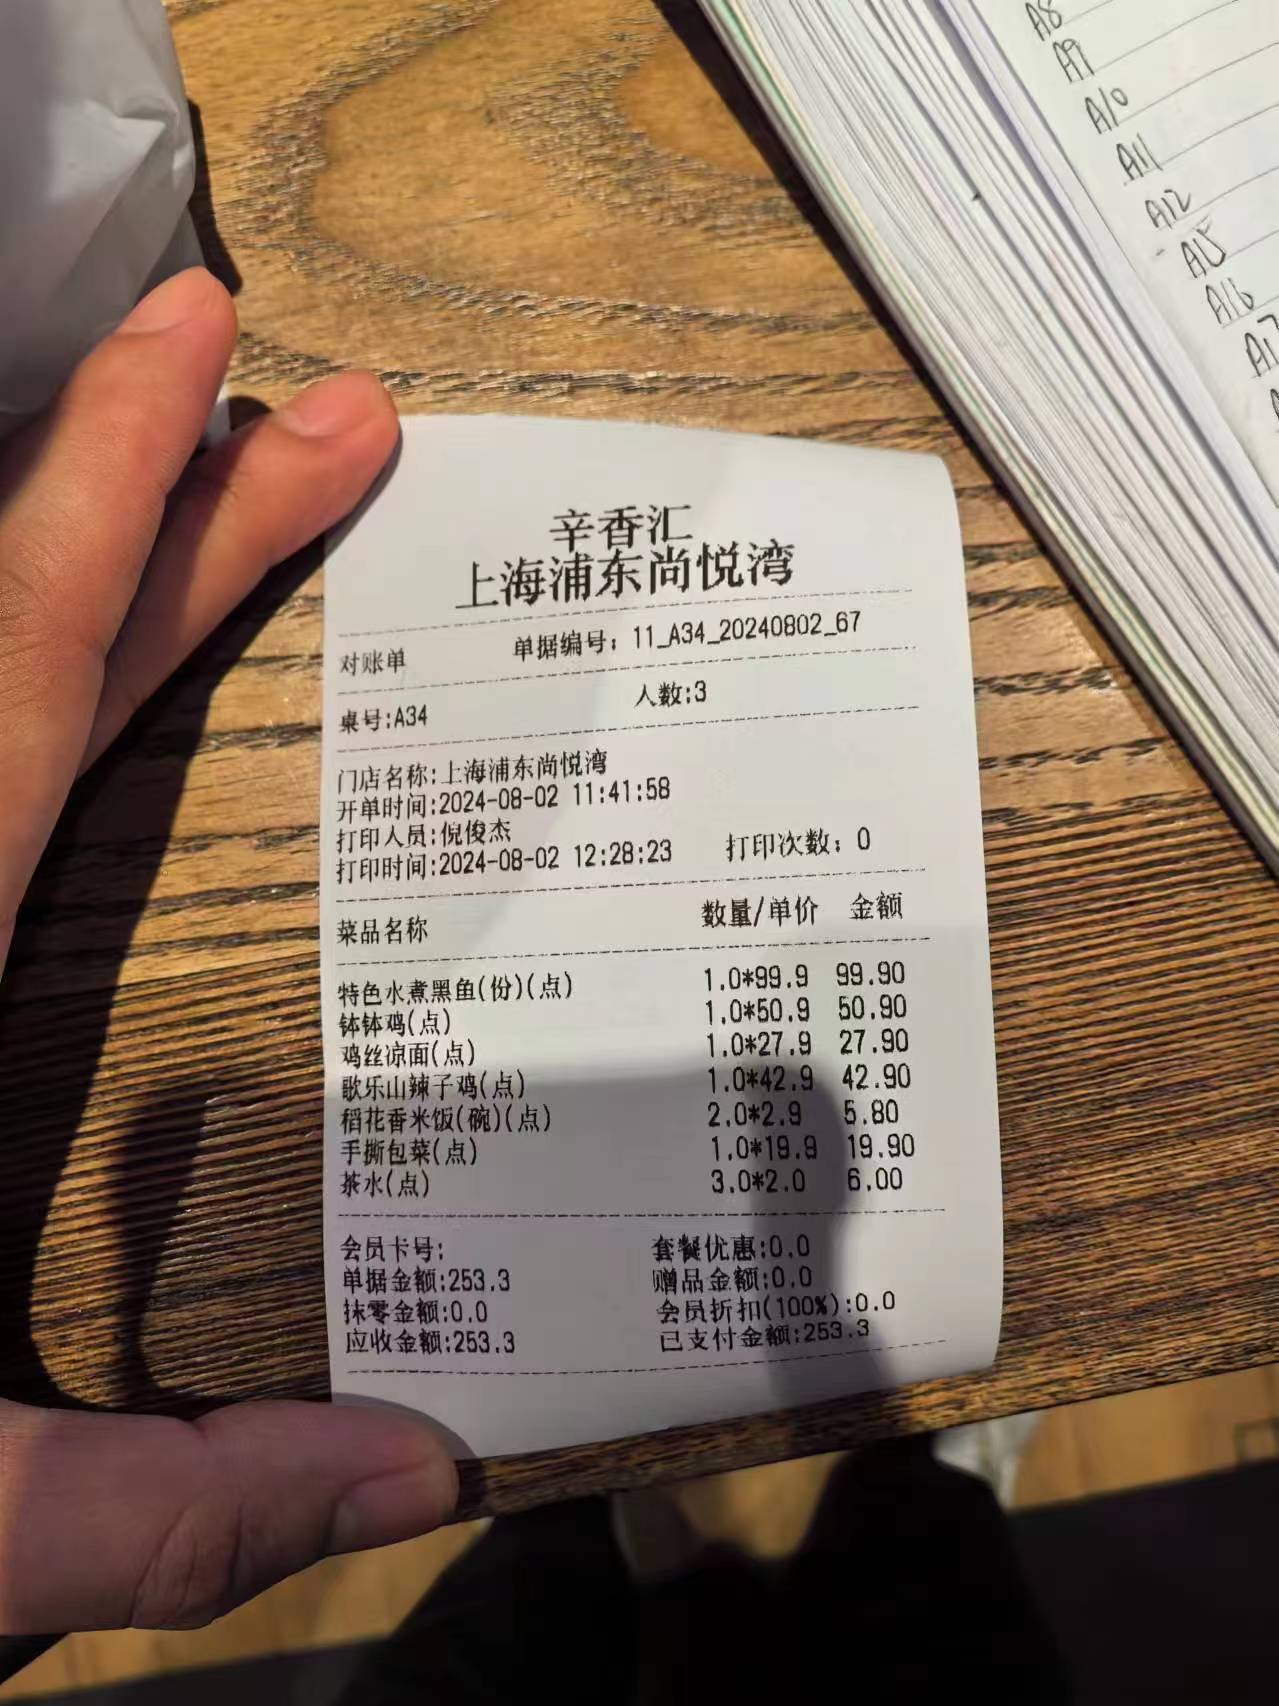 辛香汇
上海浦东尚悦湾
对账单 单据编号: 11_A34_20240802_67
桌号:A34 人数:3
门店名称:上海浦东尚悦湾
开单时间:2024-08-02 11:41:58
打印人员:倪俊杰
打印时间:2024-08-02 12:28:23 打印次数: 0
菜品名称 数量/单价 金额
特色水煮黑鱼(份)(点) 1.0*99.9 99.90
钵钵鸡(点) 1.0*50.9 50.90
鸡丝凉面(点) 1.0*27.9 27.90
歌乐山辣子鸡(点) 1.0*42.9 42.90
稻花香米饭(碗)(点) 2.0*2.9 5.80
手撕包菜(点) 1.0*19.9 19.90
茶水(点) 3.0*2.0 6.00
会员卡号: 套餐优惠:0.0
单据金额:253.3 赠品金额:0.0
抹零金额:0.0 会员折扣(100%):0.0
应收金额:253.3 已支付金额:253.3
A8
A9
A10
A11
A12
A15
A16
A17